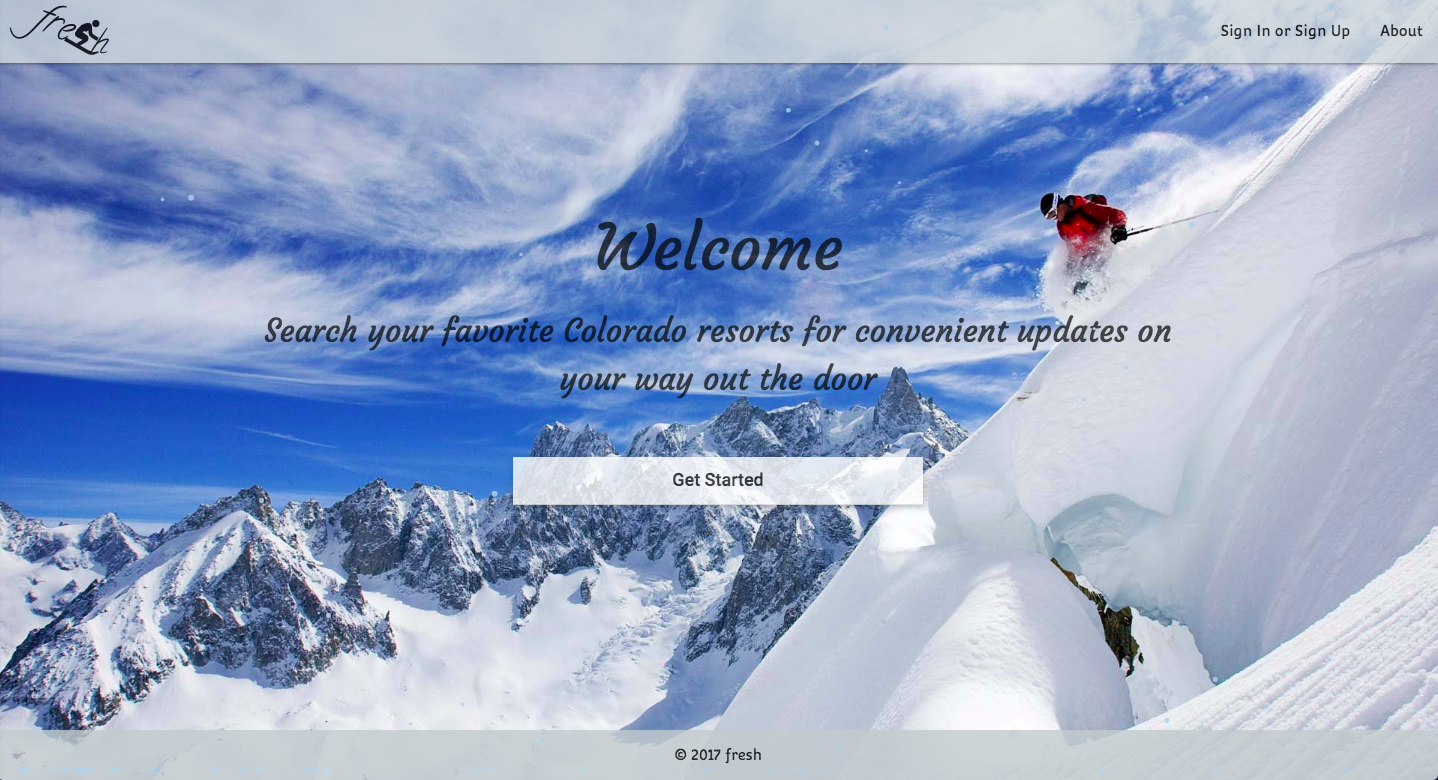 fresh
Sign In or Sign Up
About
Welcome
Search your favorite Colorado resorts for convenient updates on
your way out the door
Get Started
© 2017 fresh